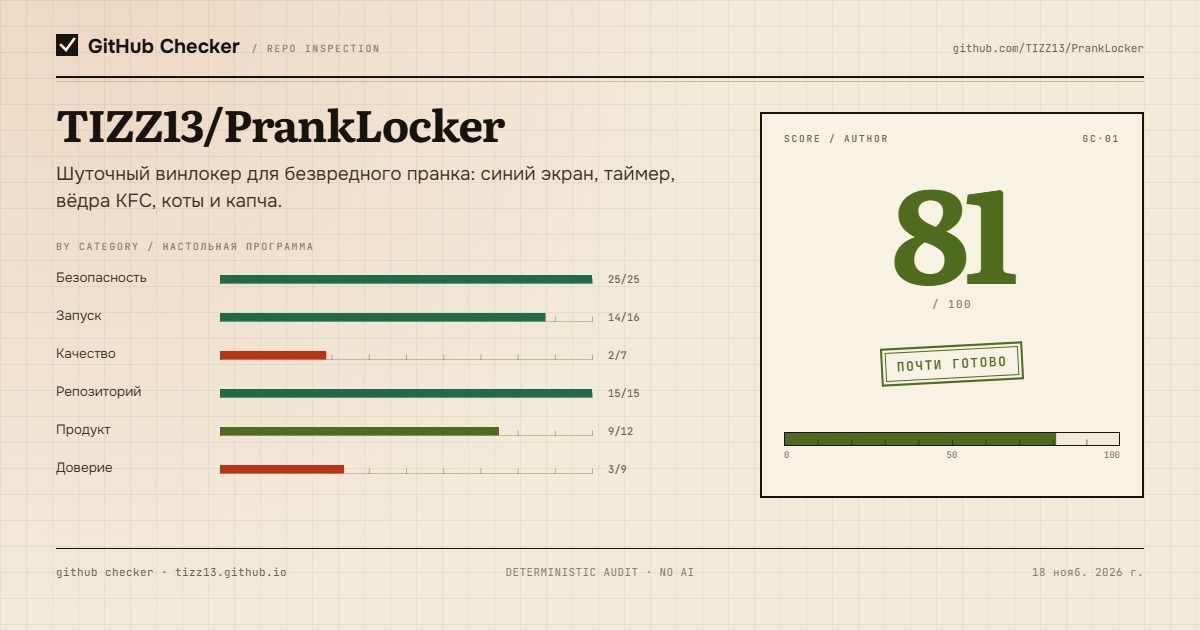 GitHub Checker / REPO INSPECTION
github.com/TIZZ13/PrankLocker
TIZZ13/PrankLocker
Шуточный винлокер для безвредного пранка: синий экран, таймер,
вёдра KFC, коты и капча.
BY CATEGORY / НАСТОЛЬНАЯ ПРОГРАММА
Безопасность 25/25
Запуск 14/16
Качество 2/7
Репозиторий 15/15
Продукт 9/12
Доверие 3/9
SCORE / AUTHOR GC·01
81
/ 100
ПОЧТИ ГОТОВО
0 50 100
github checker · tizz13.github.io
DETERMINISTIC AUDIT · NO AI
18 нояб. 2026 г.